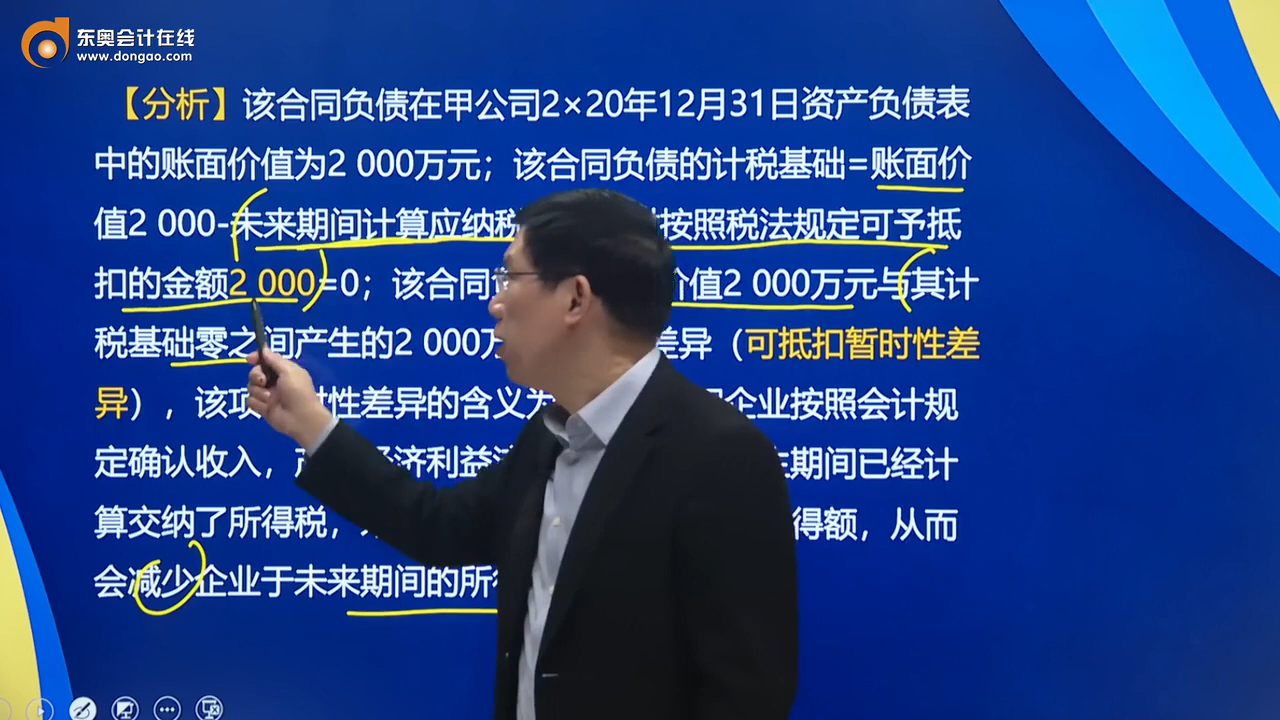 东奥会计在线
www.dongao.com
【分析】该合同负债在甲公司2×20年12月31日资产负债表
中的账面价值为2 000万元；该合同负债的计税基础=账面价
值2 000-未来期间计算应纳税 按照税法规定可予抵
扣的金额2 000=0；该合同 价值2 000万元与其计
税基础零之间产生的2 000万 差异（可抵扣暂时性差
异），该项 时性差异的含义为 企业按照会计规
定确认收入， 经济利益 期间已经计
算交纳了所得税， 得额，从而
会减少企业于未来期间的所